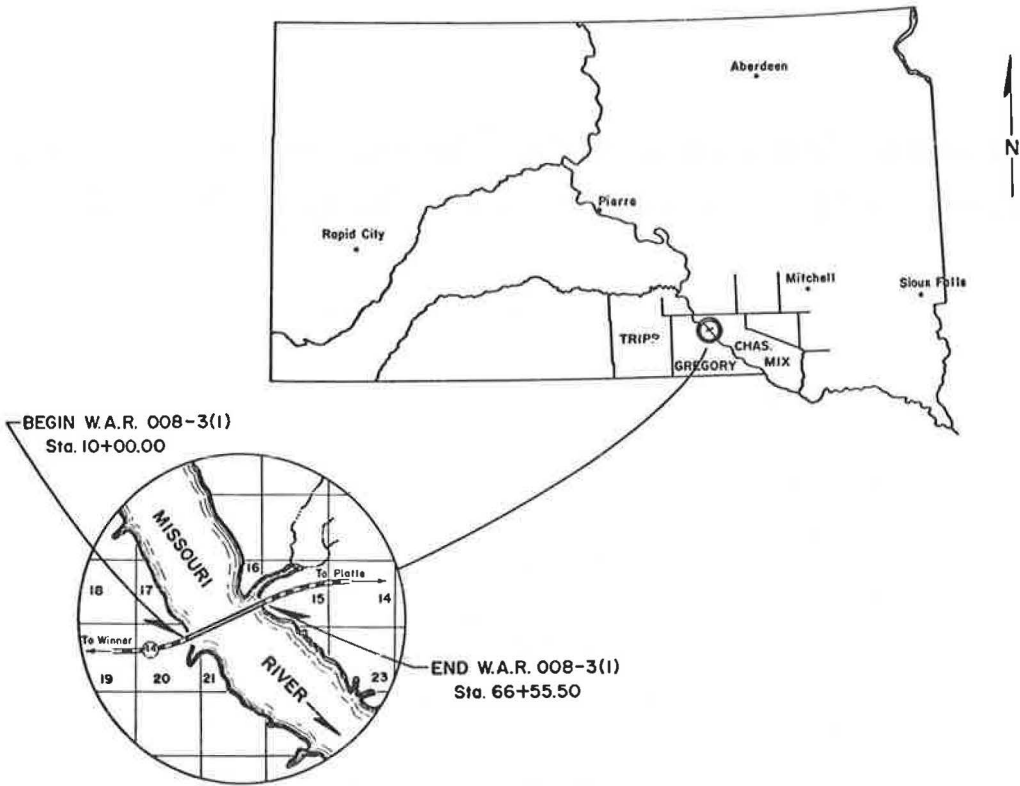 Aberdeen
N
Pierre
Rapid City
Mitchell
Sioux Falls
TRIPP
CHAS.
MIX
GREGORY
BEGIN W.A.R. 008-3(1)
Sta. 10+00.00
MISSOURI
RIVER
16
To Platte
18
17
15
14
To Winner
44
19
20
21
23
END W.A.R. 008-3(1)
Sta. 66+55.50